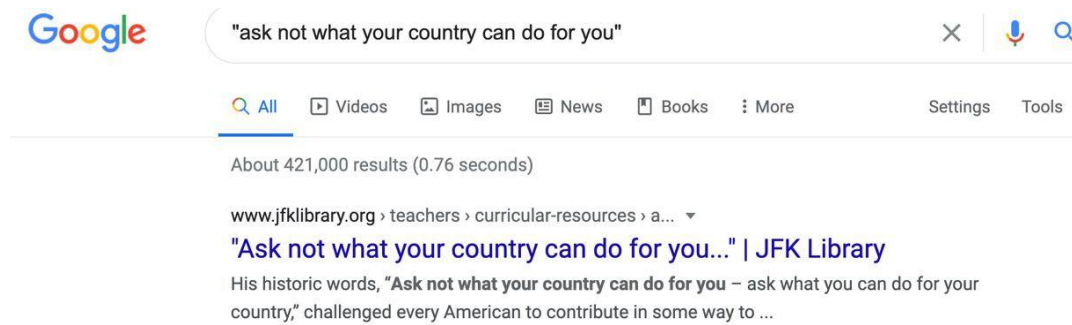 Google
"ask not what your country can do for you"
All Videos Images News Books More Settings Tools
About 421,000 results (0.76 seconds)
www.jfklibrary.org › teachers › curricular-resources › a...
"Ask not what your country can do for you..." | JFK Library
His historic words, “Ask not what your country can do for you – ask what you can do for your
country,” challenged every American to contribute in some way to ...